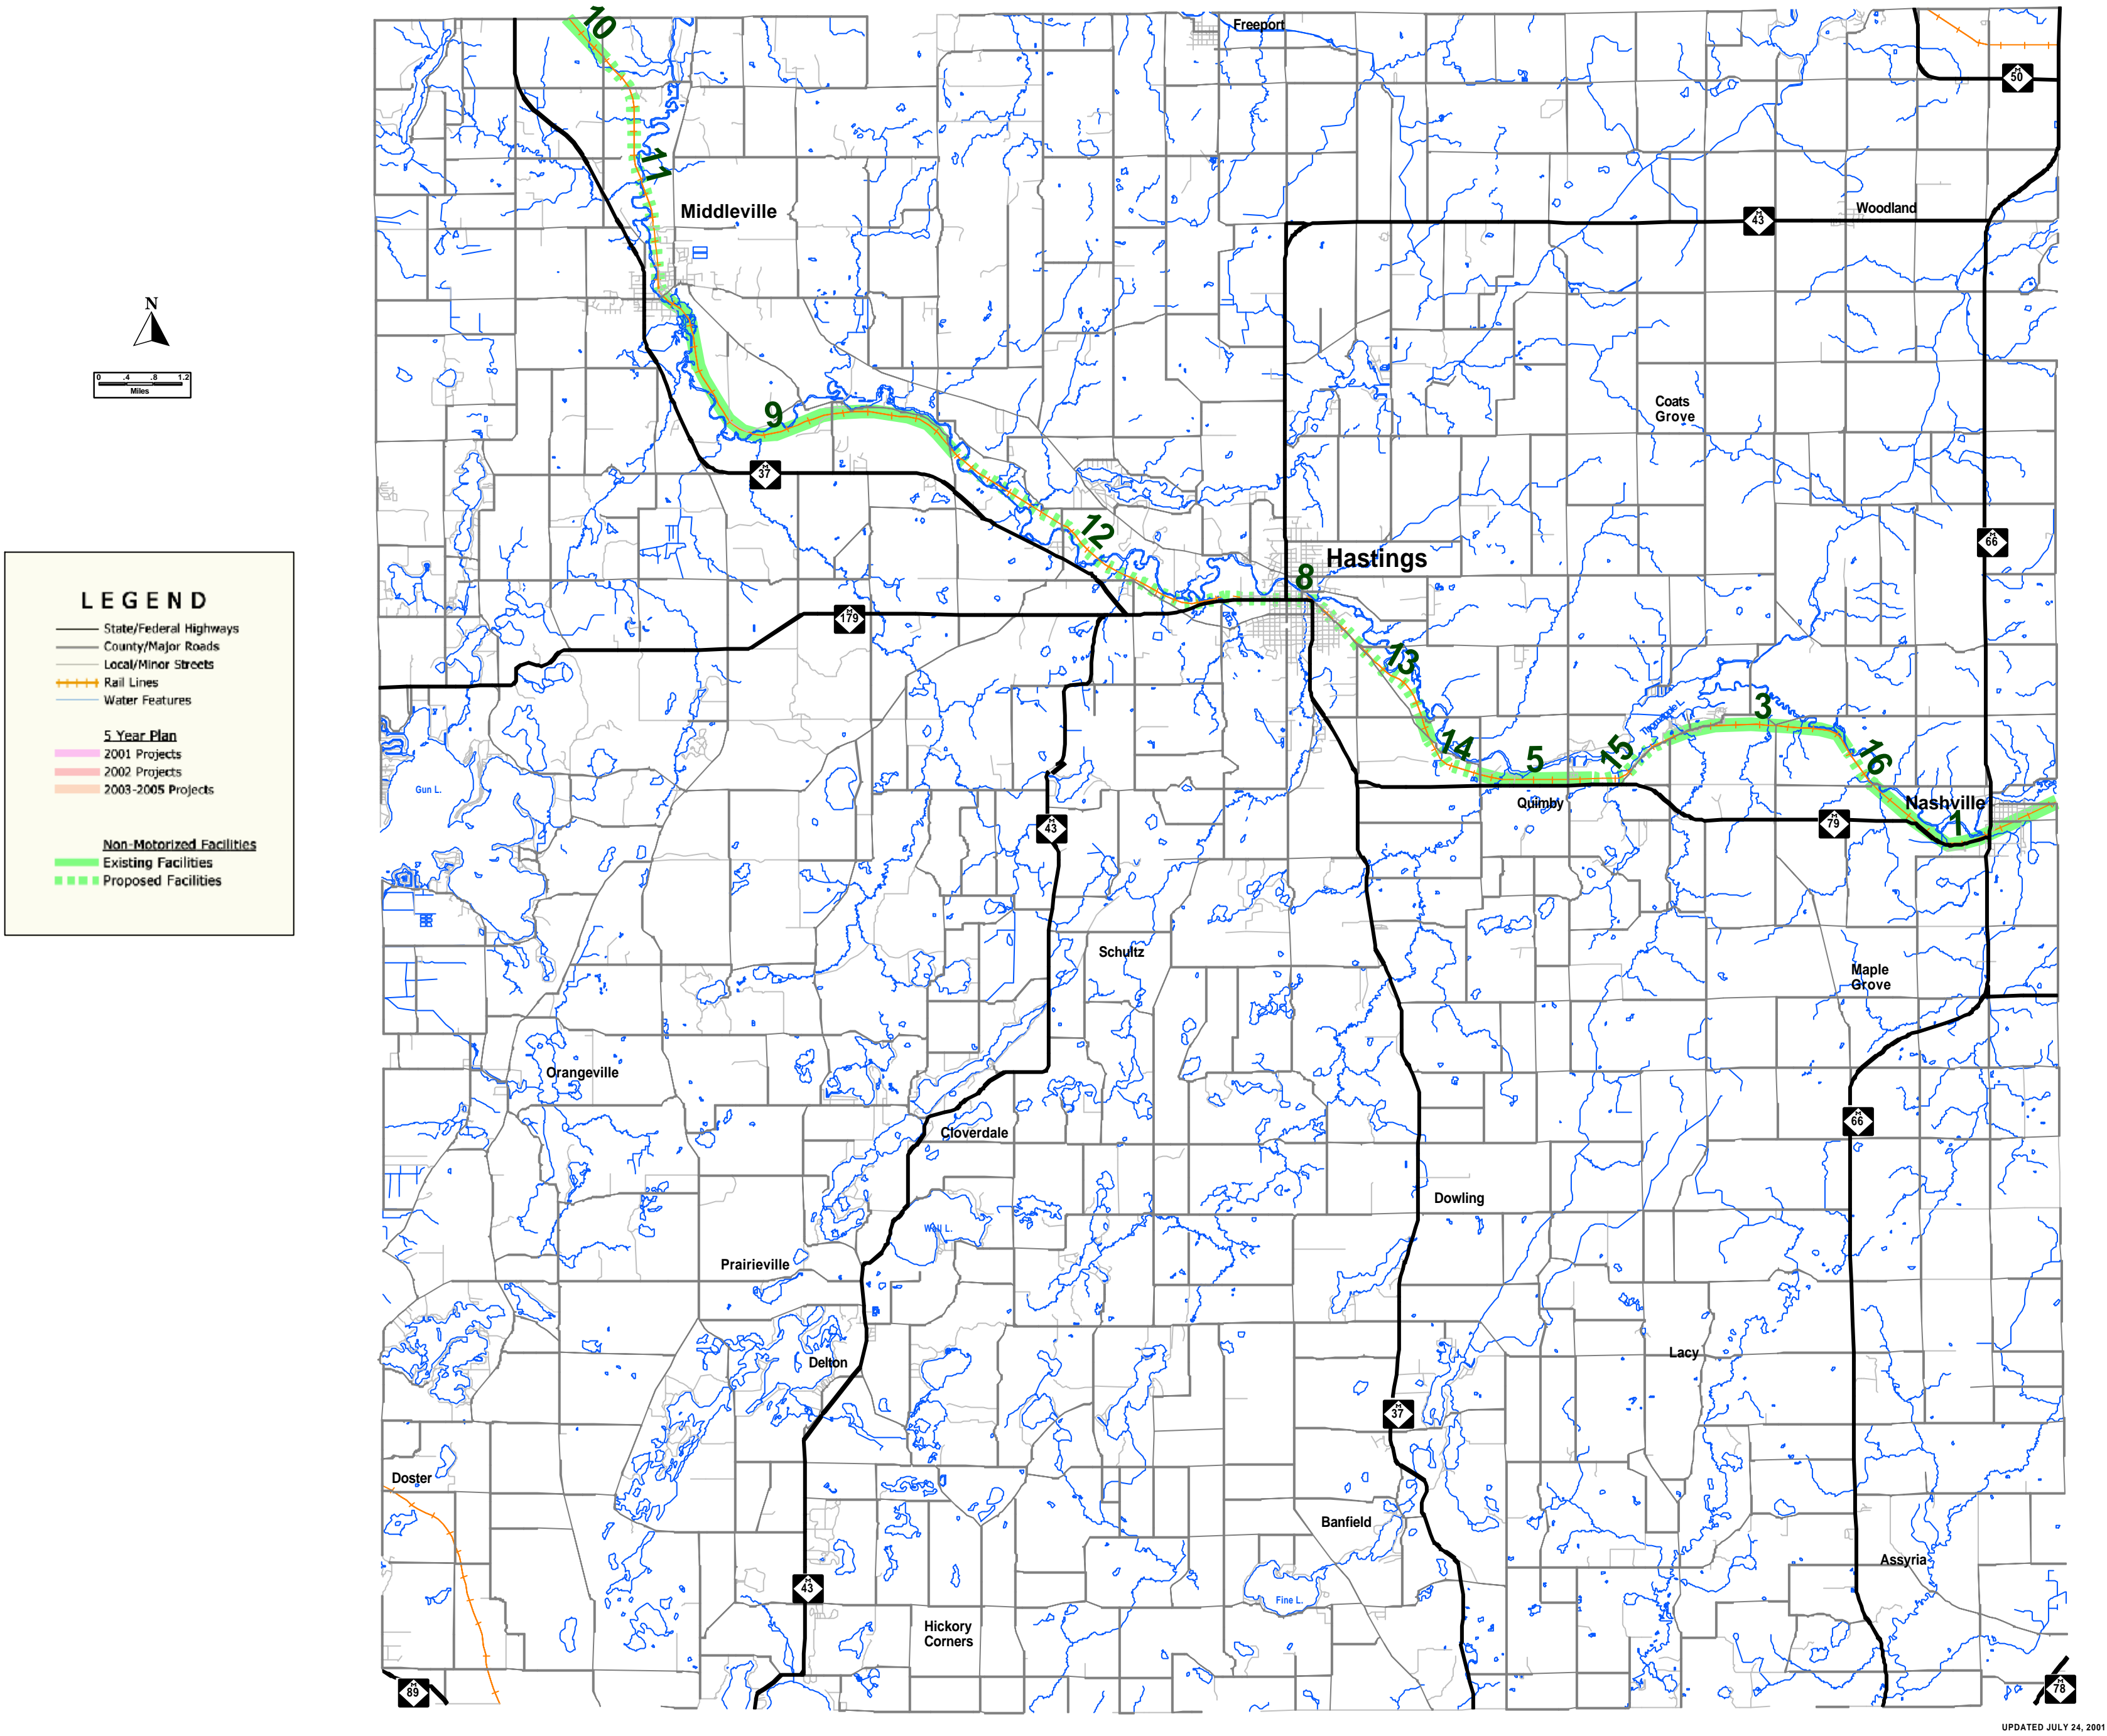 10
Freeport
M
50
11
Middleville
M
43
Woodland
N
0 .4 .8 1.2
Miles
9
Coats
Grove
M
37
12
M
66
Hastings
8
LEGEND
State/Federal Highways
County/Major Roads
Local/Minor Streets
Rail Lines
Water Features
5 Year Plan
2001 Projects
2002 Projects
2003-2005 Projects
Non-Motorized Facilities
Existing Facilities
Proposed Facilities
M
179
13
Thornapple L.
3
14
5
15
16
Gun L.
Quimby
Nashville
1
M
43
M
79
Schultz
Maple
Grove
Orangeville
Cloverdale
M
66
Dowling
Wall L.
Prairieville
Delton
Lacy
M
37
Doster
Banfield
Assyria
M
43
Fine L.
Hickory
Corners
M
89
M
78
UPDATED JULY 24, 2001